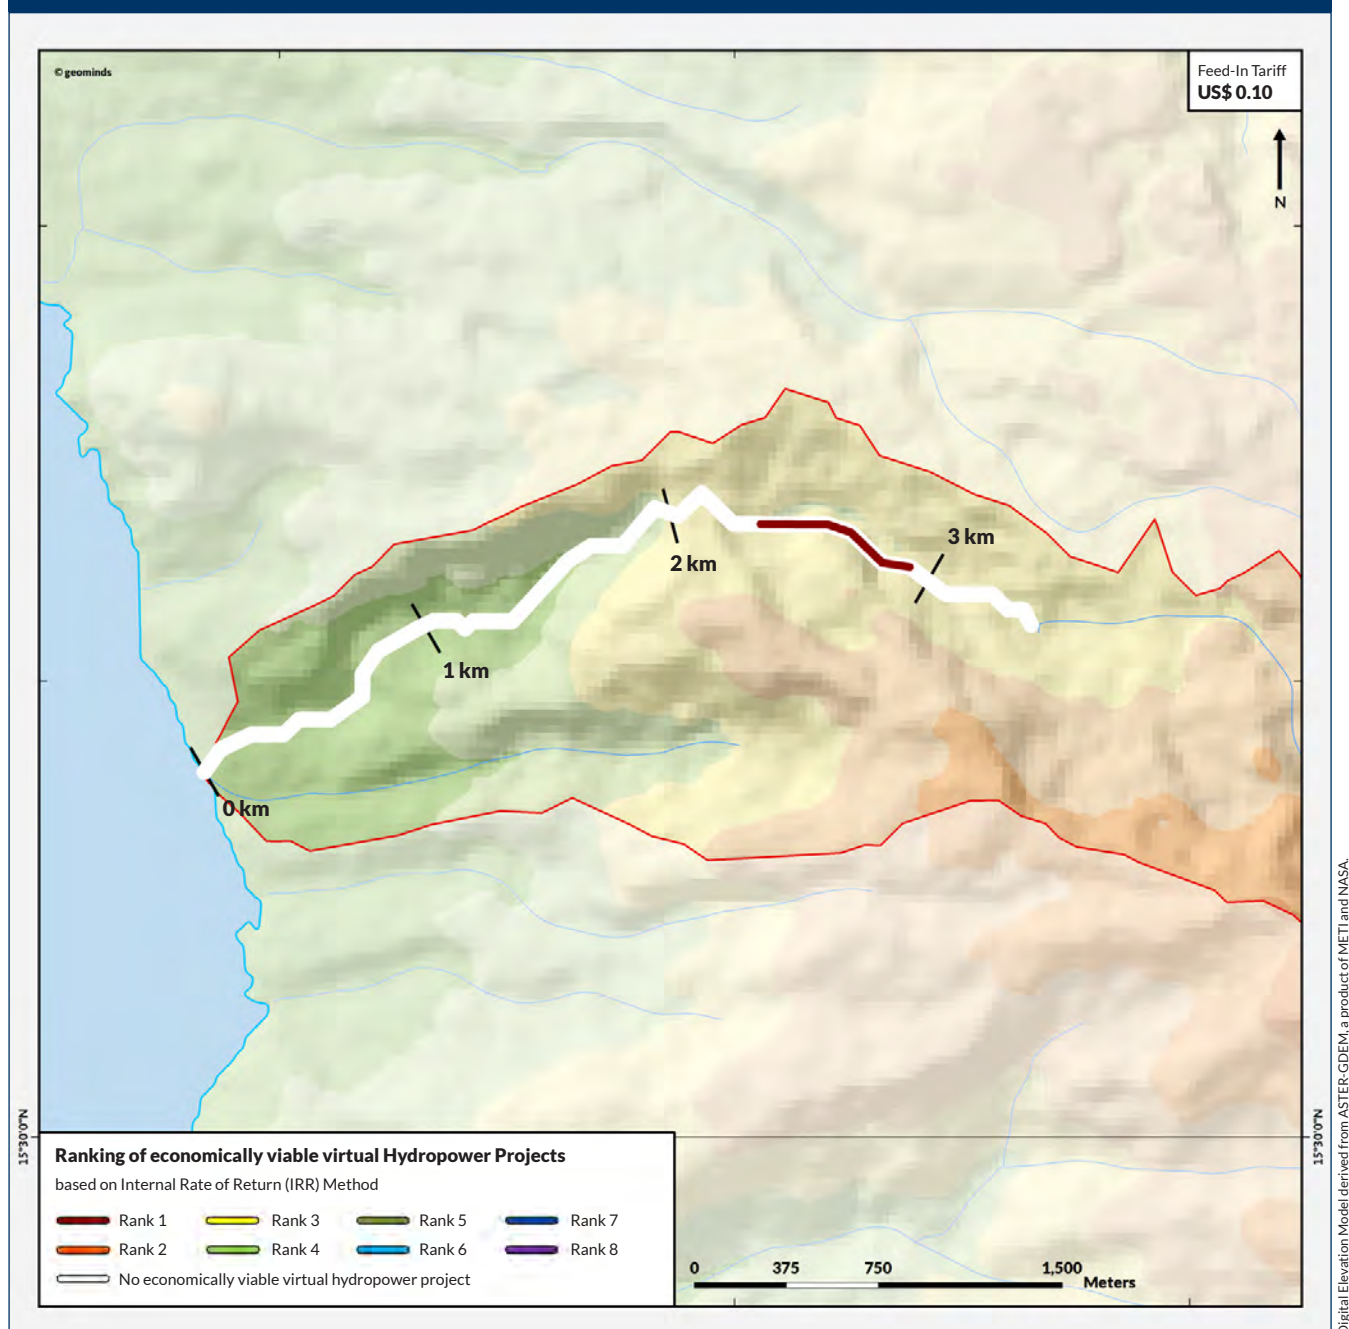 © geominds
Feed-In Tariff
US$ 0.10
N
3 km
2 km
1 km
0 km
15°30'0"N
15°30'0"N
Digital Elevation Model derived from ASTER-GDEM, a product of METI and NASA.
Ranking of economically viable virtual Hydropower Projects
based on Internal Rate of Return (IRR) Method
Rank 1 Rank 3 Rank 5 Rank 7
Rank 2 Rank 4 Rank 6 Rank 8
No economically viable virtual hydropower project
0 375 750 1,500
Meters